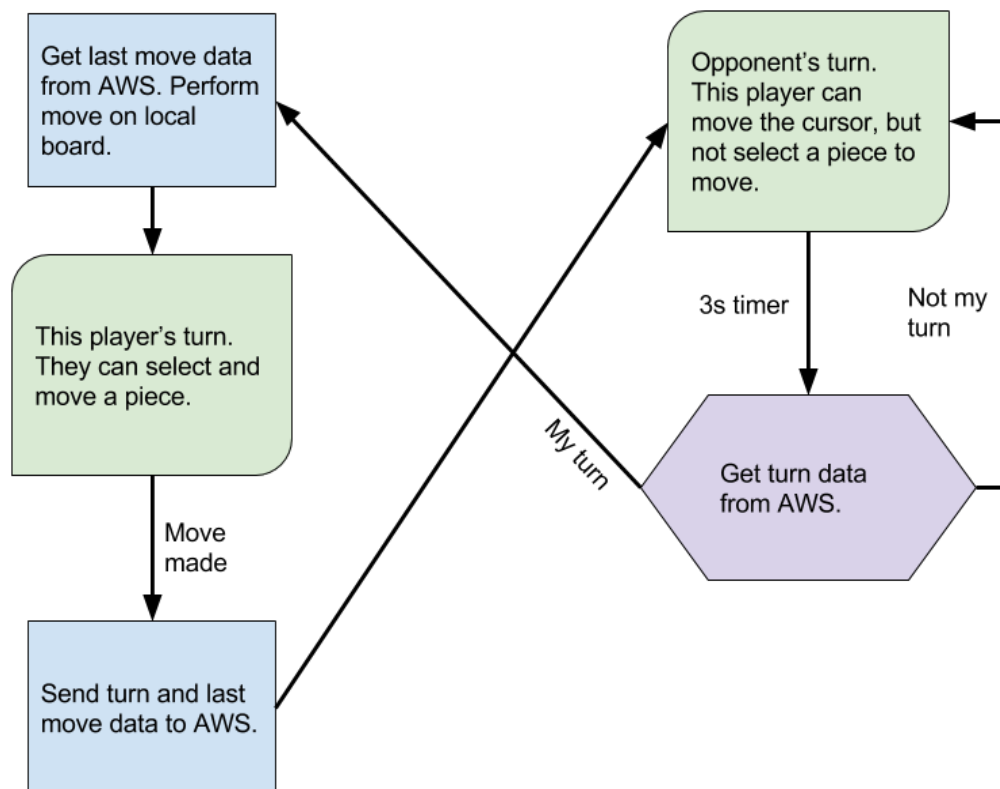 Get last move data
from AWS. Perform
move on local
board.
This player’s turn.
They can select and
move a piece.
Move
made
Send turn and last
move data to AWS.
Opponent’s turn.
This player can
move the cursor, but
not select a piece to
move.
3s timer
Not my
turn
My turn
Get turn data
from AWS.